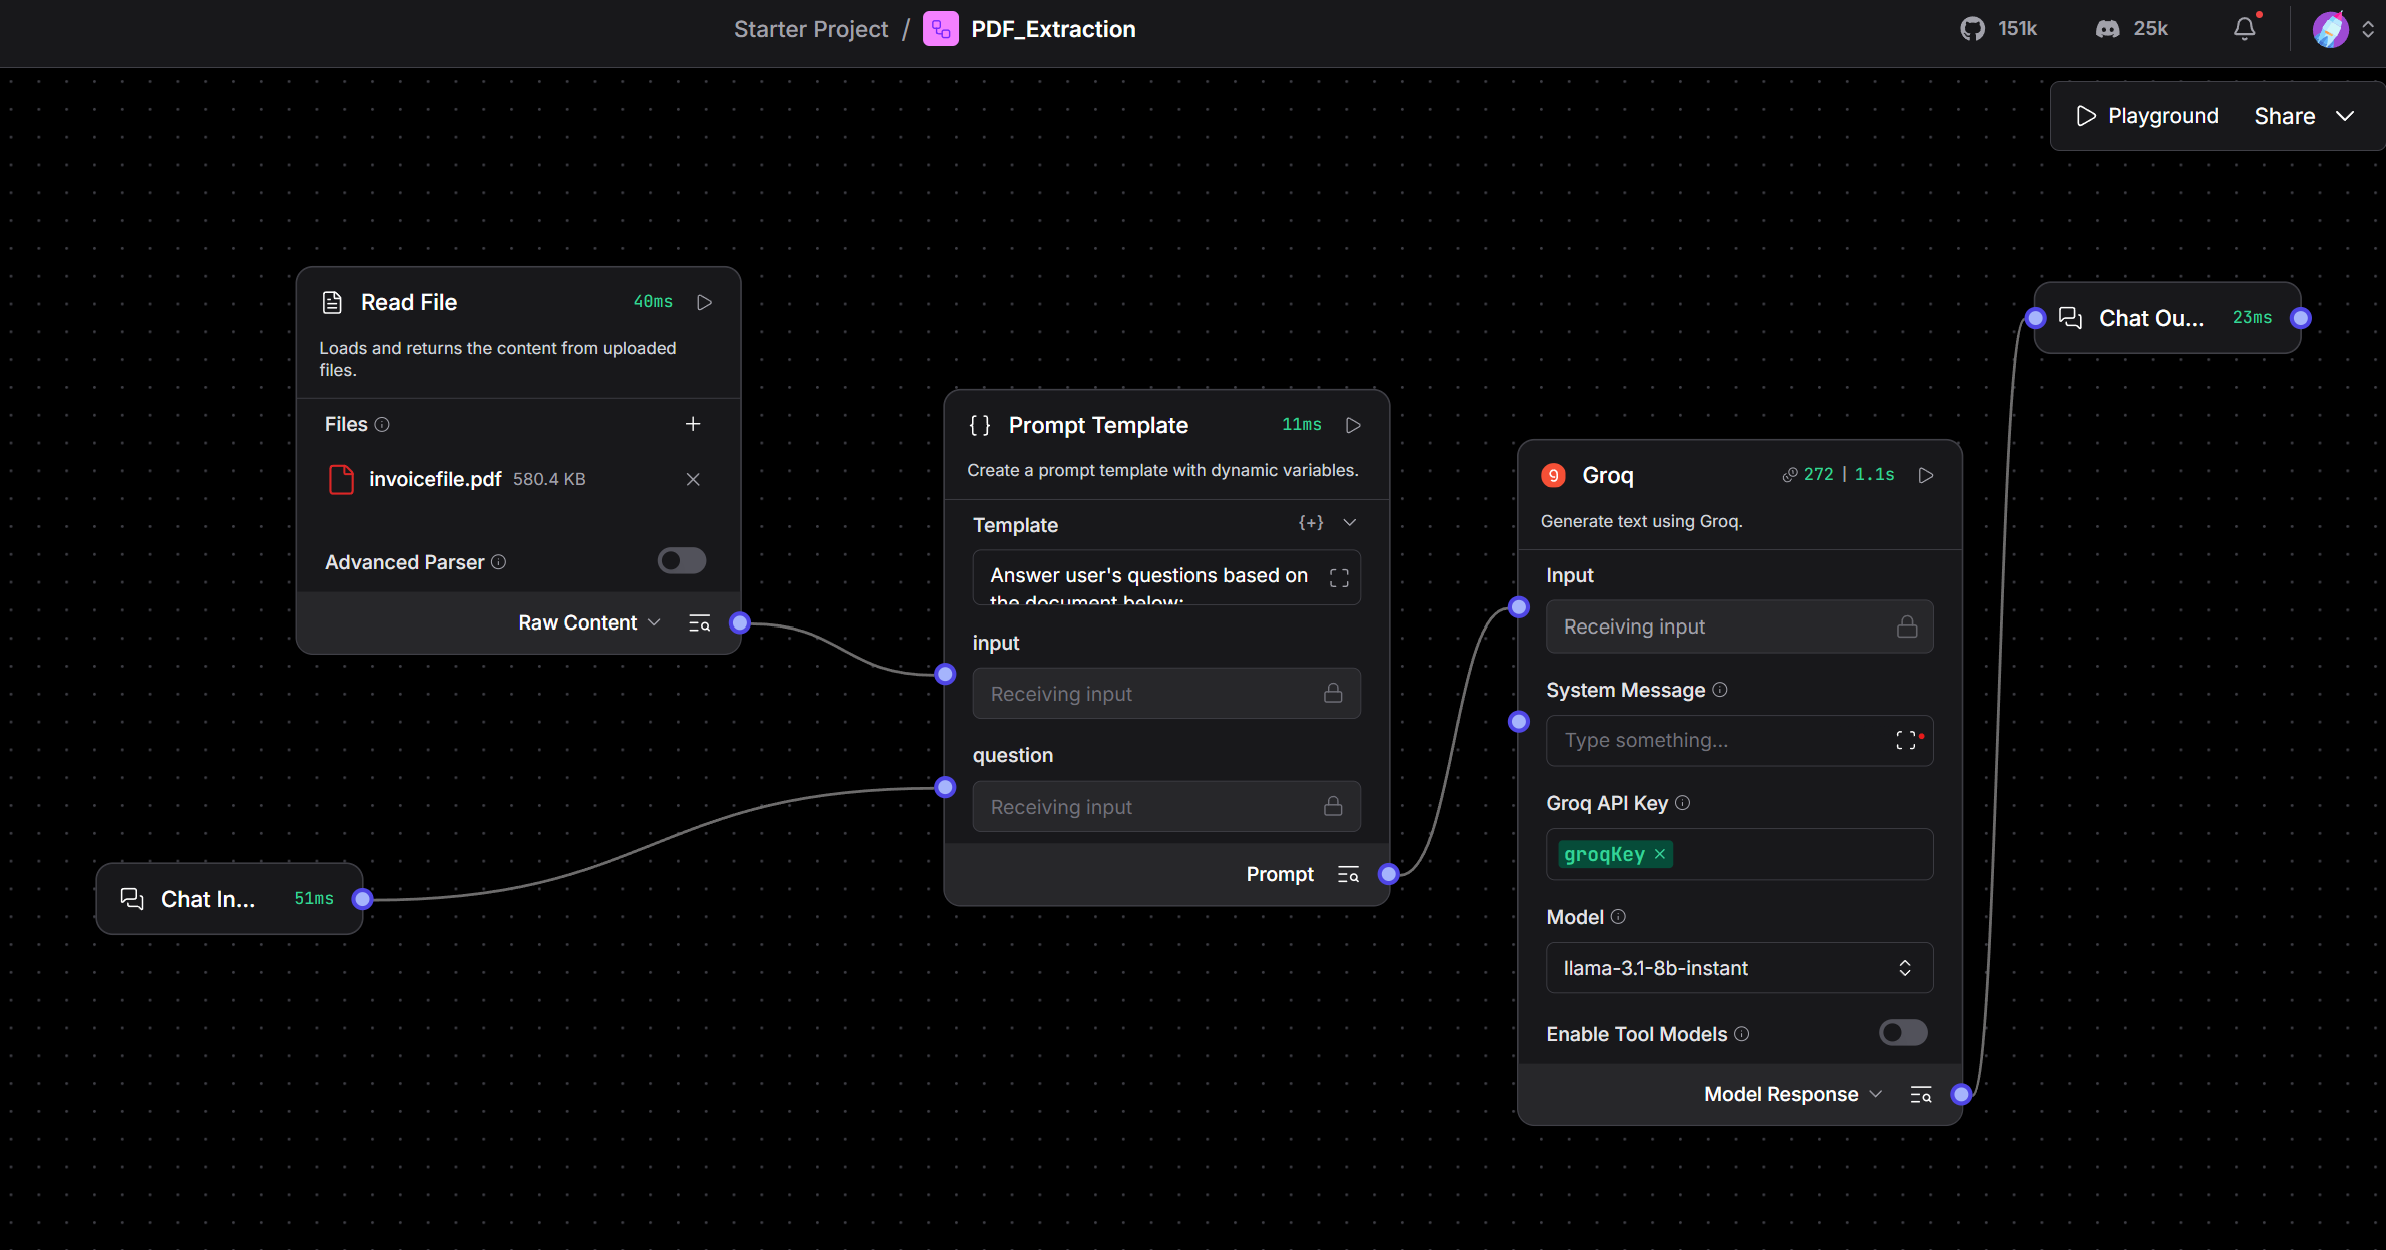 Starter Project / PDF_Extraction
151k
25k
Playground
Share
Read File
40ms
Loads and returns the content from uploaded
files.
Files
invoicefile.pdf 580.4 KB
Advanced Parser
Raw Content
Chat In...
51ms
{} Prompt Template
11ms
Create a prompt template with dynamic variables.
Template
{+}
Answer user's questions based on
the document below:
input
Receiving input
question
Receiving input
Prompt
Groq
272 | 1.1s
Generate text using Groq.
Input
Receiving input
System Message
Type something...
Groq API Key
groqKey ×
Model
llama-3.1-8b-instant
Enable Tool Models
Model Response
Chat Ou...
23ms